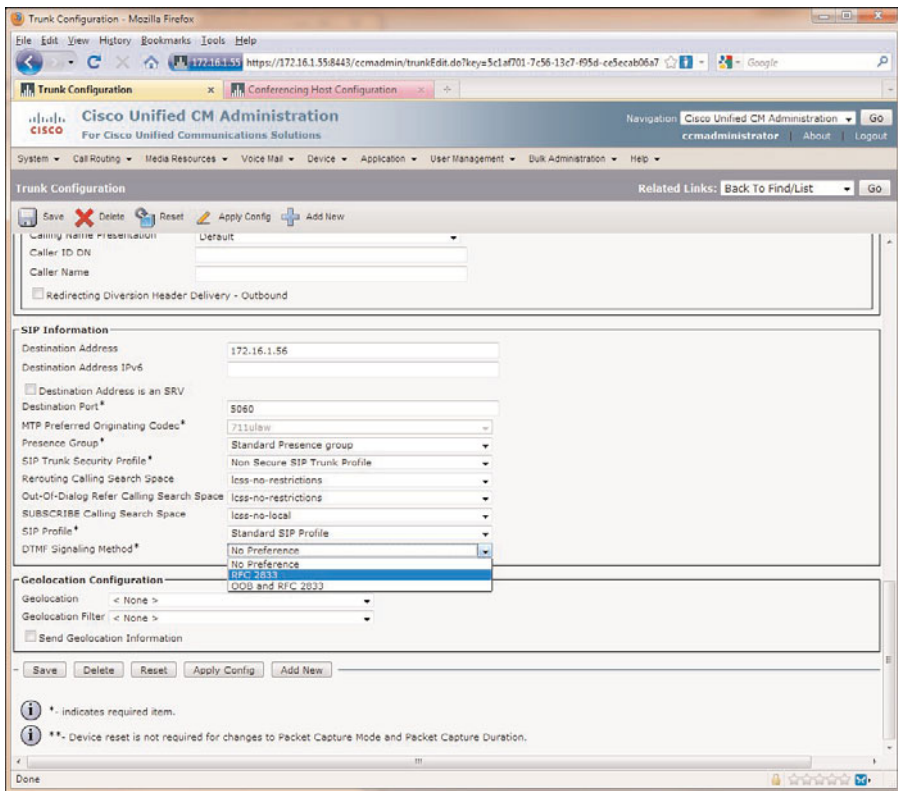 Trunk Configuration - Mozilla Firefox
File Edit View History Bookmarks Tools Help
172.16.1.55 https://172.16.1.55:8443/ccmadmin/trunkEdit.do?key=5c1af701-7c56-13c7-f95d-ce5ecab06a7 Google
Trunk Configuration x Conferencing Host Configuration x
cisco
Cisco Unified CM Administration
For Cisco Unified Communications Solutions
Navigation Cisco Unified CM Administration Go
ccmadministrator | About | Logout
System Call Routing Media Resources Voice Mail Device Application User Management Bulk Administration Help
Trunk Configuration Related Links: Back To Find/List Go
Save Delete Reset Apply Config Add New
Calling Name Presentation Default
Caller ID DN
Caller Name
Redirecting Diversion Header Delivery - Outbound
SIP Information
Destination Address 172.16.1.56
Destination Address IPv6
Destination Address is an SRV
Destination Port* 5060
MTP Preferred Originating Codec* 711ulaw
Presence Group* Standard Presence group
SIP Trunk Security Profile* Non Secure SIP Trunk Profile
Rerouting Calling Search Space lcss-no-restrictions
Out-Of-Dialog Refer Calling Search Space lcss-no-restrictions
SUBSCRIBE Calling Search Space lcss-no-local
SIP Profile* Standard SIP Profile
DTMF Signaling Method* No Preference
No Preference
RFC 2833
OOB and RFC 2833
Geolocation Configuration
Geolocation < None >
Geolocation Filter < None >
Send Geolocation Information
Save Delete Reset Apply Config Add New
*- indicates required item.
**- Device reset is not required for changes to Packet Capture Mode and Packet Capture Duration.
Done